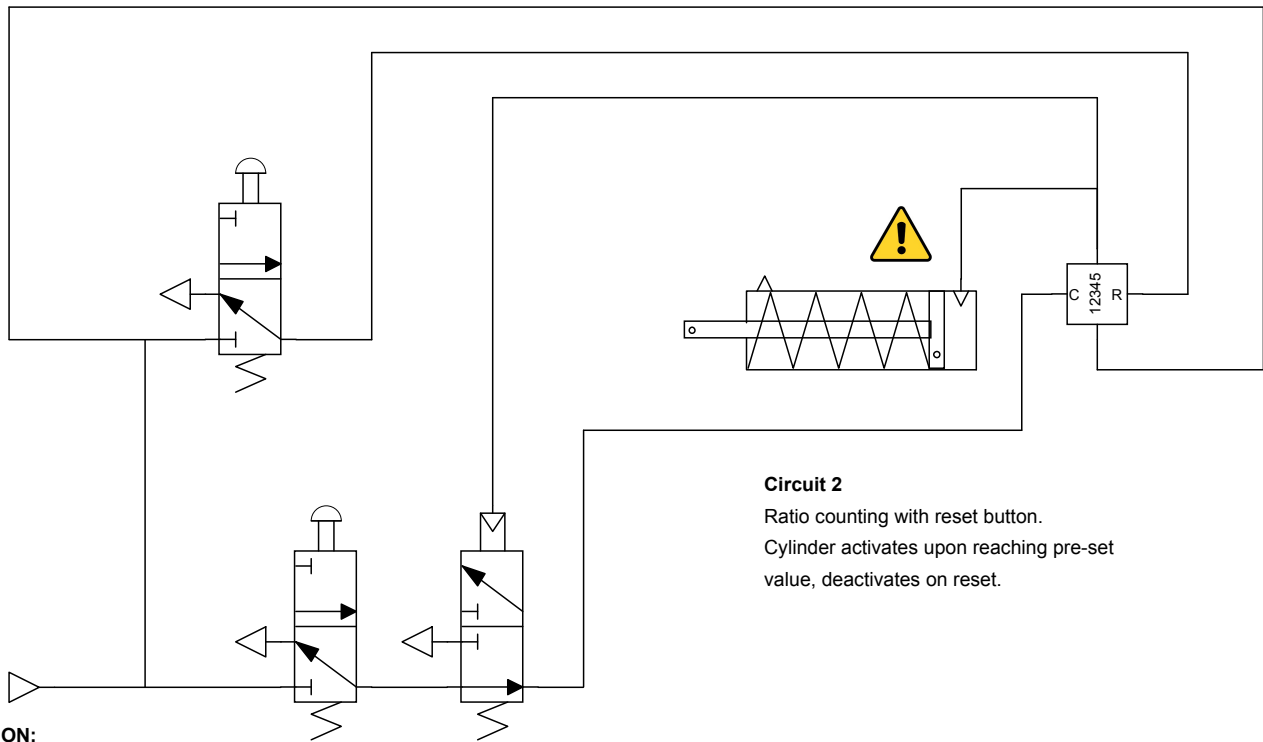 C
12345
R
Circuit 2
Ratio counting with reset button.
Cylinder activates upon reaching pre-set
value, deactivates on reset.
ON: